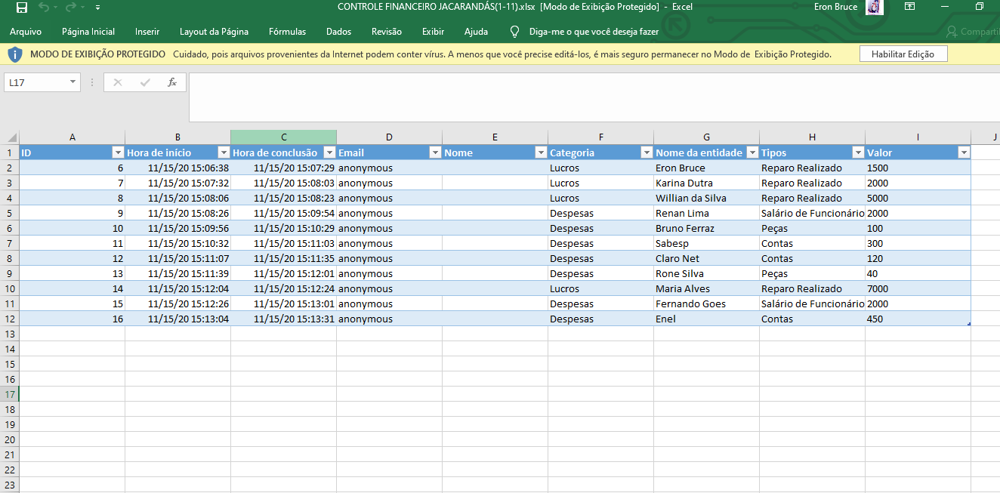 CONTROLE FINANCEIRO JACARANDÁS(1-11).xlsx [Modo de Exibição Protegido] - Excel Eron Bruce
Arquivo Página Inicial Inserir Layout da Página Fórmulas Dados Revisão Exibir Ajuda Diga-me o que você deseja fazer Comparti
MODO DE EXIBIÇÃO PROTEGIDO Cuidado, pois arquivos provenientes da Internet podem conter vírus. A menos que você precise editá-los, é mais seguro permanecer no Modo de Exibição Protegido. Habilitar Edição
L17 fx
A B C D E F G H I J
1 ID Hora de início Hora de conclusão Email Nome Categoria Nome da entidade Tipos Valor
2 6 11/15/20 15:06:38 11/15/20 15:07:29 anonymous Lucros Eron Bruce Reparo Realizado 1500
3 7 11/15/20 15:07:32 11/15/20 15:08:03 anonymous Lucros Karina Dutra Reparo Realizado 2000
4 8 11/15/20 15:08:06 11/15/20 15:08:23 anonymous Lucros Willian da Silva Reparo Realizado 5000
5 9 11/15/20 15:08:26 11/15/20 15:09:54 anonymous Despesas Renan Lima Salário de Funcionário 2000
6 10 11/15/20 15:09:56 11/15/20 15:10:29 anonymous Despesas Bruno Ferraz Peças 100
7 11 11/15/20 15:10:32 11/15/20 15:11:03 anonymous Despesas Sabesp Contas 300
8 12 11/15/20 15:11:07 11/15/20 15:11:35 anonymous Despesas Claro Net Contas 120
9 13 11/15/20 15:11:39 11/15/20 15:12:01 anonymous Despesas Rone Silva Peças 40
10 14 11/15/20 15:12:04 11/15/20 15:12:24 anonymous Lucros Maria Alves Reparo Realizado 7000
11 15 11/15/20 15:12:26 11/15/20 15:13:01 anonymous Despesas Fernando Goes Salário de Funcionário 2000
12 16 11/15/20 15:13:04 11/15/20 15:13:31 anonymous Despesas Enel Contas 450
13
14
15
16
17
18
19
20
21
22
23